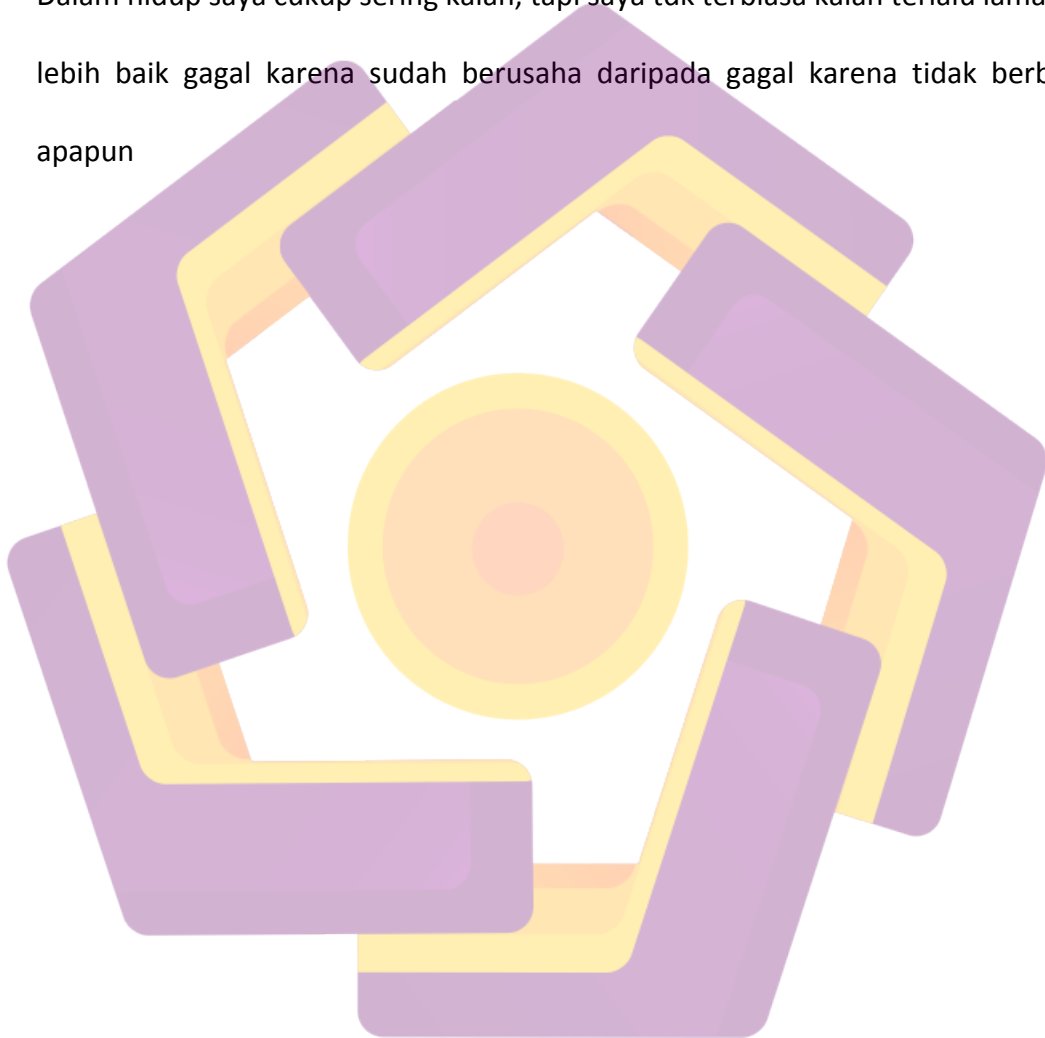 Dalam hidup saya cukup sering kalah, tapi saya tdk terbiasa kalah terlalu lama
lebih baik gagal karena sudah berusaha daripada gagal karena tidak
apapun